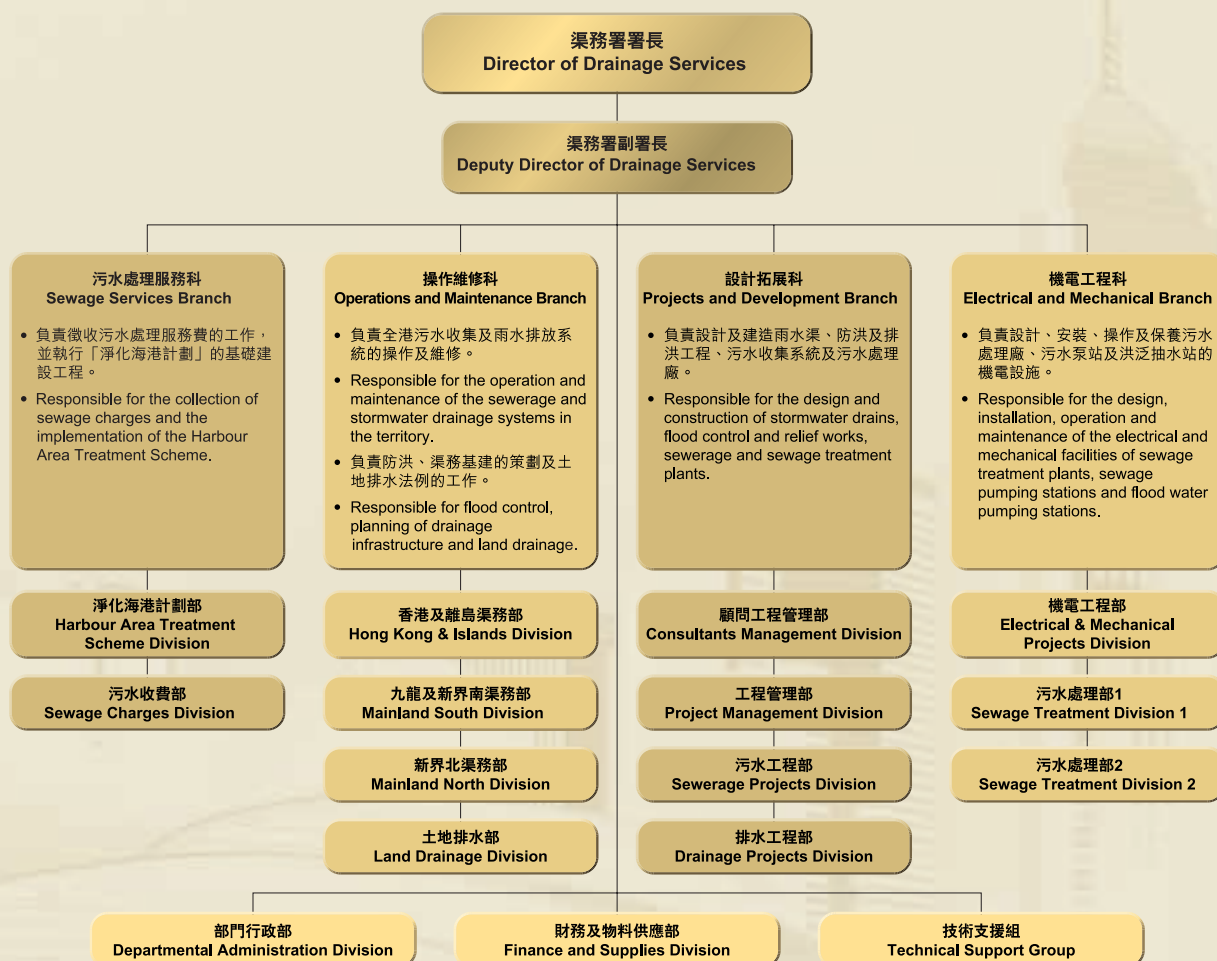 渠務署署長
Director of Drainage Services
渠務署副署長
Deputy Director of Drainage Services
污水處理服務科
Sewage Services Branch
• 負責徵收污水處理服務費的工作，
並執行「淨化海港計劃」的基礎建
設工程。
• Responsible for the collection of
sewage charges and the
implementation of the Harbour
Area Treatment Scheme.
淨化海港計劃部
Harbour Area Treatment
Scheme Division
污水收費部
Sewage Charges Division
操作維修科
Operations and Maintenance Branch
• 負責全港污水收集及雨水排放系
統的操作及維修。
• Responsible for the operation and
maintenance of the sewerage and
stormwater drainage systems in
the territory.
• 負責防洪、渠務基建的策劃及土
地排水法例的工作。
• Responsible for flood control,
planning of drainage
infrastructure and land drainage.
香港及離島渠務部
Hong Kong & Islands Division
九龍及新界南渠務部
Mainland South Division
新界北渠務部
Mainland North Division
土地排水部
Land Drainage Division
設計拓展科
Projects and Development Branch
• 負責設計及建造雨水渠、防洪及排
洪工程、污水收集系統及污水處理
廠。
• Responsible for the design and
construction of stormwater drains,
flood control and relief works,
sewerage and sewage treatment
plants.
顧問工程管理部
Consultants Management Division
工程管理部
Project Management Division
污水工程部
Sewerage Projects Division
排水工程部
Drainage Projects Division
機電工程科
Electrical and Mechanical Branch
• 負責設計、安裝、操作及保養污水
處理廠、污水泵站及洪泛抽水站的
機電設施。
• Responsible for the design,
installation, operation and
maintenance of the electrical and
mechanical facilities of sewage
treatment plants, sewage
pumping stations and flood water
pumping stations.
機電工程部
Electrical & Mechanical
Projects Division
污水處理部1
Sewage Treatment Division 1
污水處理部2
Sewage Treatment Division 2
部門行政部
Departmental Administration Division
財務及物料供應部
Finance and Supplies Division
技術支援組
Technical Support Group